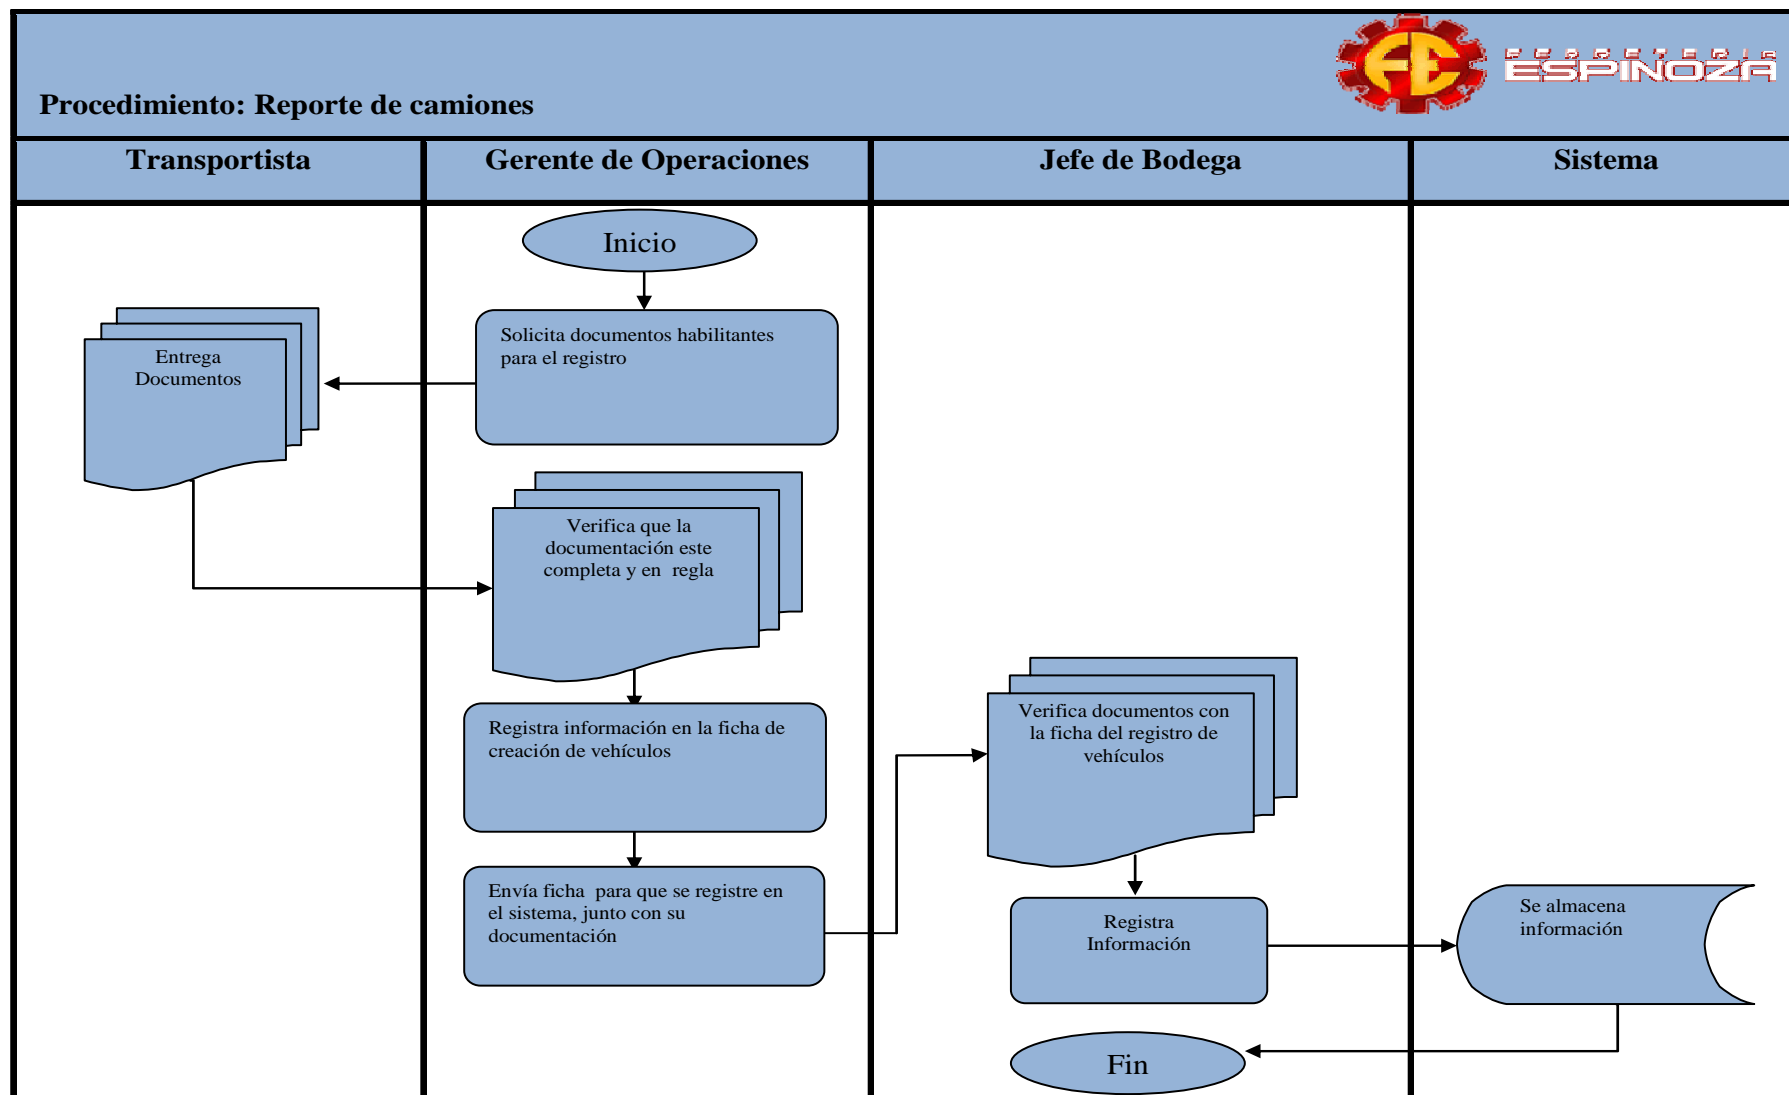 FERRETERIA
ESPINOZA
Procedimiento: Reporte de camiones
Transportista
Gerente de Operaciones
Jefe de Bodega
Sistema
Inicio
Solicita documentos habilitantes
para el registro
Entrega
Documentos
Verifica que la
documentación este
completa y en regla
Registra información en la ficha de
creación de vehículos
Envía ficha para que se registre en
el sistema, junto con su
documentación
Verifica documentos con
la ficha del registro de
vehículos
Registra
Información
Se almacena
información
Fin